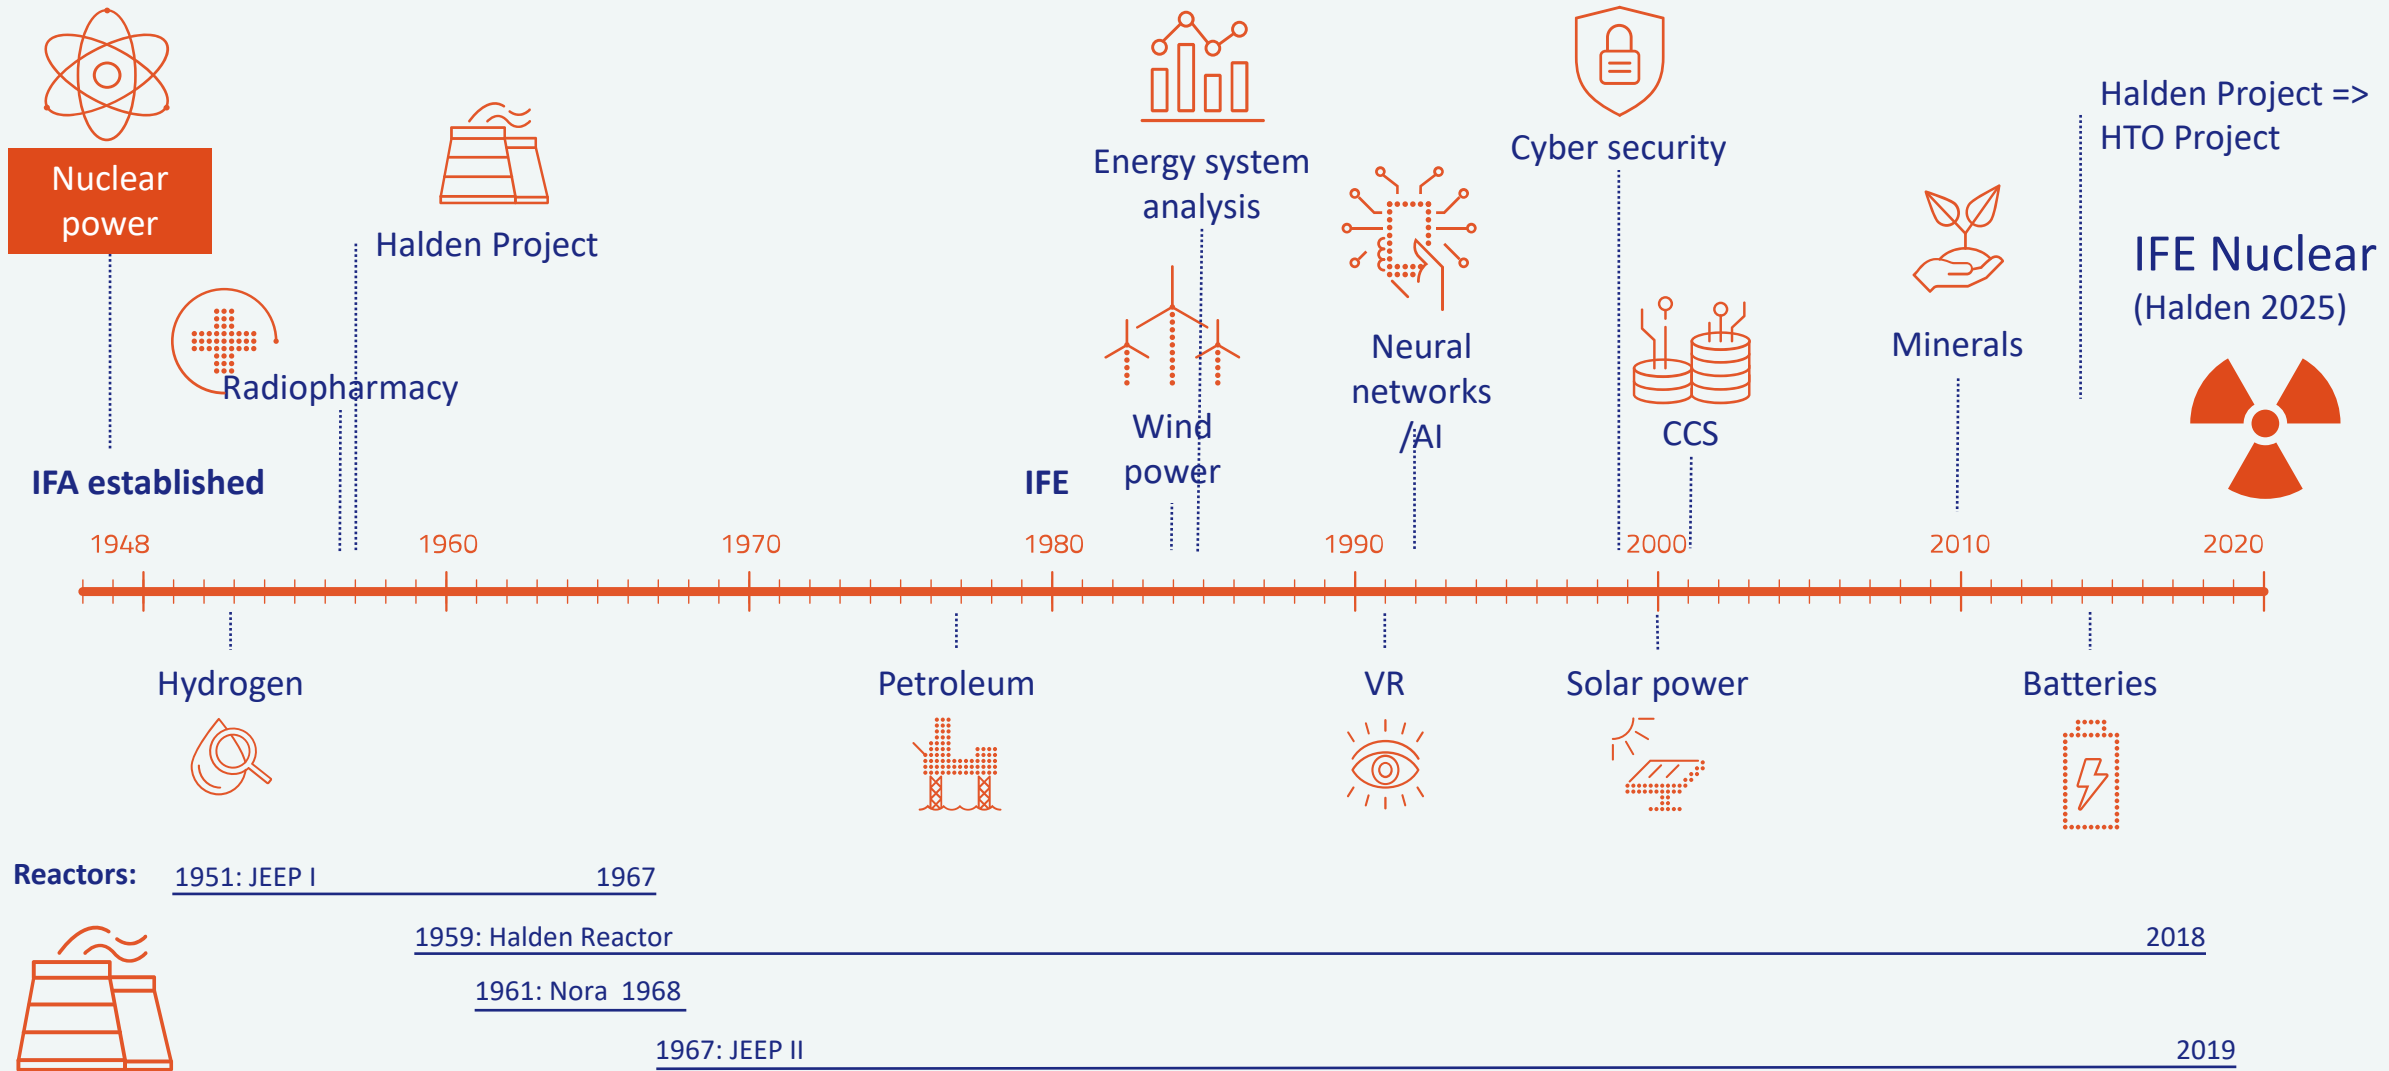 Nuclear
power
Halden Project
Radiopharmacy
IFA established
Energy system
analysis
Wind
power
IFE
Neural
networks
/AI
Cyber security
CCS
Minerals
Halden Project =>
HTO Project
IFE Nuclear
(Halden 2025)
1948 1960 1970 1980 1990 2000 2010 2020
Hydrogen
Petroleum
VR
Solar power
Batteries
Reactors:
1951: JEEP I 1967
1959: Halden Reactor 2018
1961: Nora 1968
1967: JEEP II 2019